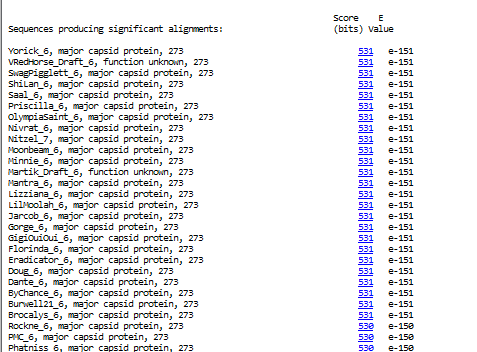 Score E
Sequences producing significant alignments: (bits) Value
Yorick_6, major capsid protein, 273 531 e-151
VRedHorse_Draft_6, function unknown, 273 531 e-151
SwagPigglett_6, major capsid protein, 273 531 e-151
ShiLan_6, major capsid protein, 273 531 e-151
Saal_6, major capsid protein, 273 531 e-151
Priscilla_6, major capsid protein, 273 531 e-151
OlympiaSaint_6, major capsid protein, 273 531 e-151
Nivrat_6, major capsid protein, 273 531 e-151
Nitzel_7, major capsid protein, 273 531 e-151
Moonbeam_6, major capsid protein, 273 531 e-151
Minnie_6, major capsid protein, 273 531 e-151
Martik_Draft_6, function unknown, 273 531 e-151
Mantra_6, major capsid protein, 273 531 e-151
Lizziana_6, major capsid protein, 273 531 e-151
LilMoolah_6, major capsid protein, 273 531 e-151
Jarcob_6, major capsid protein, 273 531 e-151
Gorge_6, major capsid protein, 273 531 e-151
GigiOuiOui_6, major capsid protein, 273 531 e-151
Florinda_6, major capsid protein, 273 531 e-151
Eradicator_6, major capsid protein, 273 531 e-151
Doug_6, major capsid protein, 273 531 e-151
Dante_6, major capsid protein, 273 531 e-151
ByChance_6, major capsid protein, 273 531 e-151
Burwell21_6, major capsid protein, 273 531 e-151
Brocalys_6, major capsid protein, 273 531 e-151
Rockne_6, major capsid protein, 273 530 e-150
PMC_6, major capsid protein, 273 530 e-150
Phatniss_6, major capsid protein, 273 530 e-150